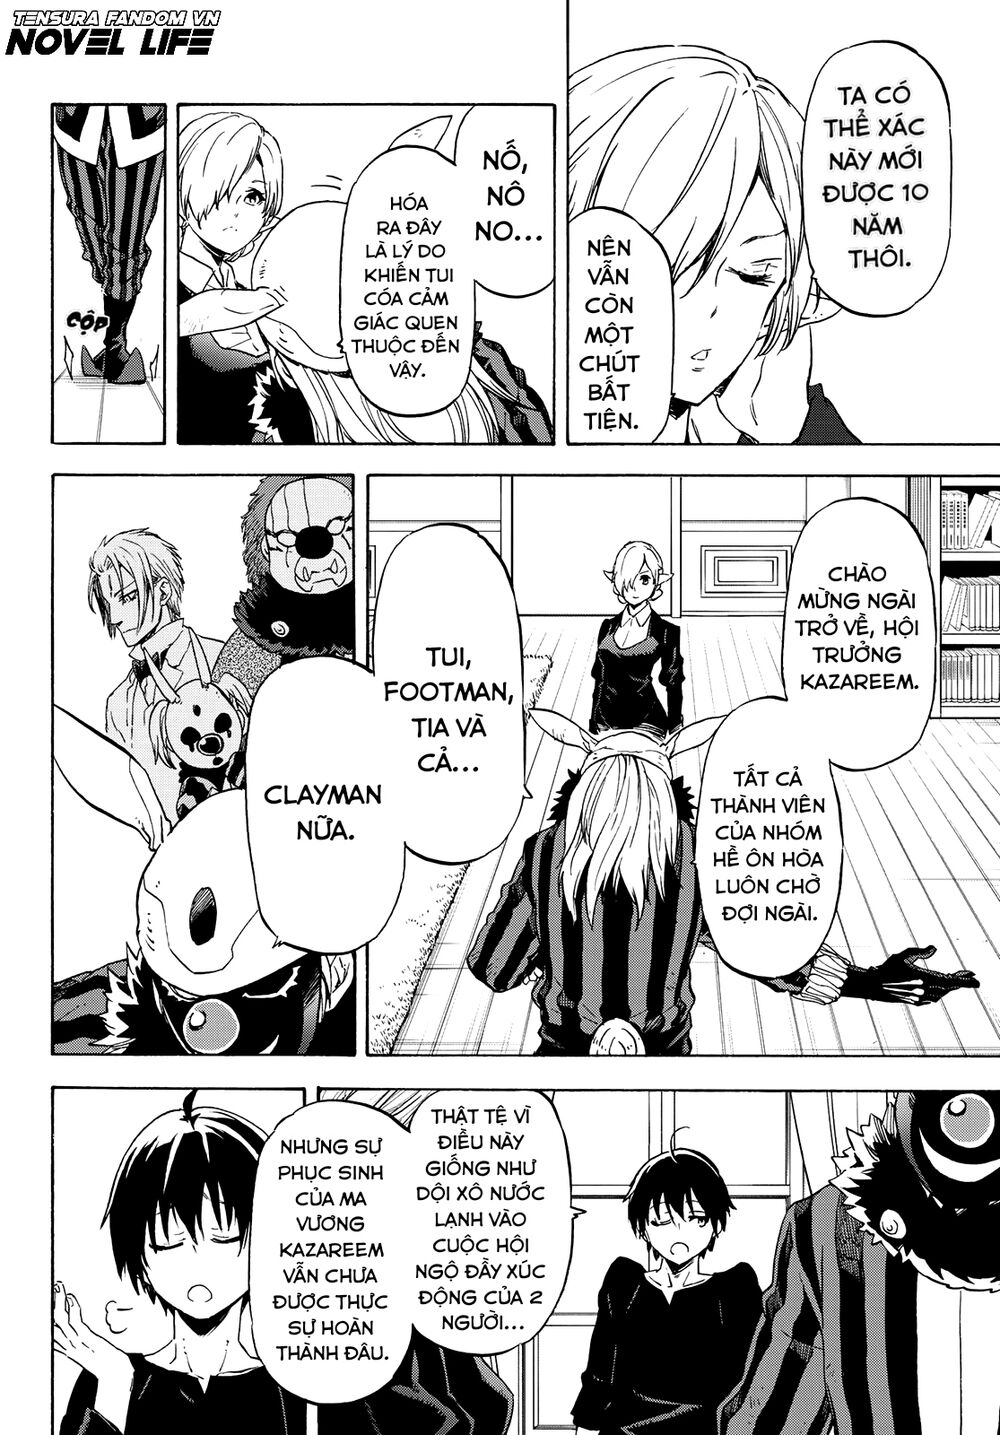 TENSURA FANDOM VN
NOVEL LIFE
TA CÓ
THỂ XÁC
NÀY MỚI
ĐƯỢC 10
NĂM
THÔI.
NÊN
VẪN
CÒN
MỘT
CHÚT
BẤT
TIỆN.
NỐ,
NÔ
NO...
HÓA
RA ĐÂY
LÀ LÝ DO
KHIẾN TUI
CÓA CẢM
GIÁC QUEN
THUỘC ĐẾN
VẬY.
CỘP
CHÀO
MỪNG NGÀI
TRỞ VỀ, HỘI
TRƯỞNG
KAZAREEM.
TẤT CẢ
THÀNH VIÊN
CỦA NHÓM
HỀ ÔN HÒA
LUÔN CHỜ
ĐỢI NGÀI.
TUI,
FOOTMAN,
TIA VÀ
CẢ...
CLAYMAN
NỮA.
THẬT TỆ VÌ
ĐIỀU NÀY
GIỐNG NHƯ
DỘI XÔ NƯỚC
LẠNH VÀO
CUỘC HỘI
NGỘ ĐẦY XÚC
ĐỘNG CỦA 2
NGƯỜI...
NHƯNG SỰ
PHỤC SINH
CỦA MA
VƯƠNG
KAZAREEM
VẪN CHƯA
ĐƯỢC THỰC
SỰ HOÀN
THÀNH ĐÂU.